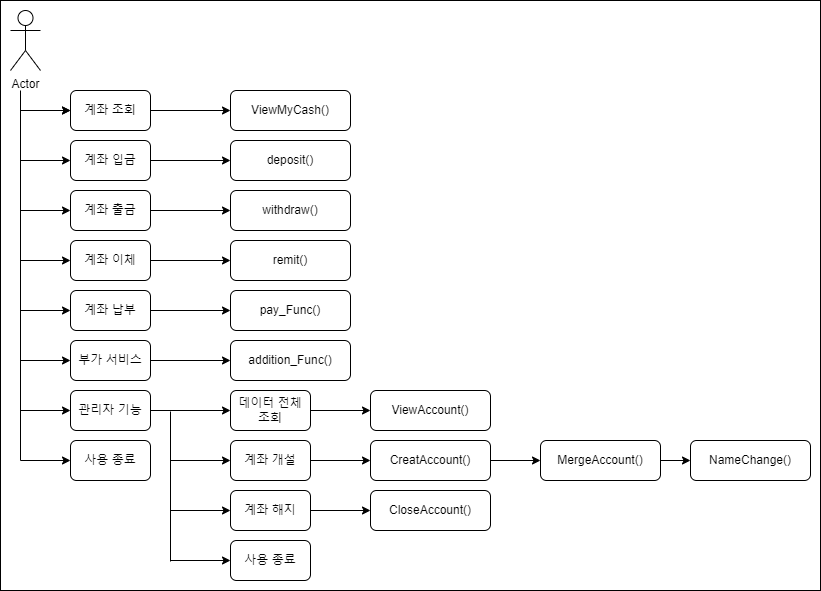 Actor
계좌 조회
ViewMyCash()
계좌 입금
deposit()
계좌 출금
withdraw()
계좌 이체
remit()
계좌 납부
pay_Func()
부가 서비스
addition_Func()
관리자 기능
데이터 전체
조회
ViewAccount()
사용 종료
계좌 개설
CreatAccount()
MergeAccount()
NameChange()
계좌 해지
CloseAccount()
사용 종료